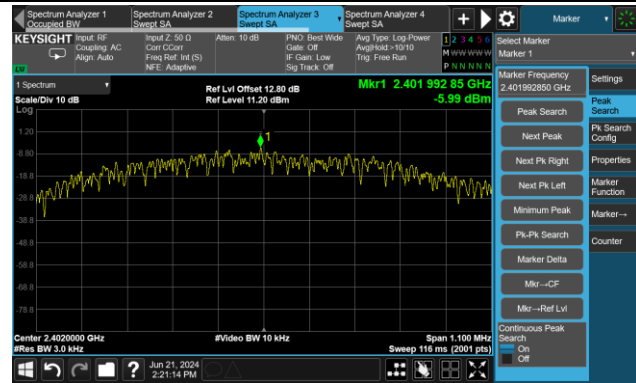 Spectrum Analyzer 1
Occupied BW
Spectrum Analyzer 2
Swept SA
Spectrum Analyzer 3
Swept SA
Spectrum Analyzer 4
Swept SA
Marker
KEYSIGHT
Input: RF
Coupling: AC
Align: Auto
Input Z: 50 Ω
Corr CCorr
Freq Ref: Int (S)
NFE: Adaptive
Atten: 10 dB
PNO: Best Wide
Gate: Off
IF Gain: Low
Sig Track: Off
Avg Type: Log-Power
Avg|Hold:>10/10
Trig: Free Run
1 2 3 4 5 6
M W W W W W
P N N N N N
Select Marker
Marker 1
1 Spectrum
Scale/Div 10 dB
Log
Ref Lvl Offset 12.80 dB
Ref Level 11.20 dBm
Mkr1 2.401 992 85 GHz
-5.99 dBm
1
1.20
-8.80
-18.8
-28.8
-38.8
-48.8
-58.8
-68.8
-78.8
Center 2.4020000 GHz
#Res BW 3.0 kHz
#Video BW 10 kHz
Span 1.100 MHz
Sweep 116 ms (2001 pts)
Marker Frequency
2.401992850 GHz
Peak Search
Next Peak
Next Pk Right
Next Pk Left
Minimum Peak
Pk-Pk Search
Marker Delta
Mkr→CF
Mkr→Ref Lvl
Continuous Peak
Search
On
Off
Settings
Peak
Search
Pk Search
Config
Properties
Marker
Function
Marker→
Counter
?
Jun 21, 2024
2:21:14 PM